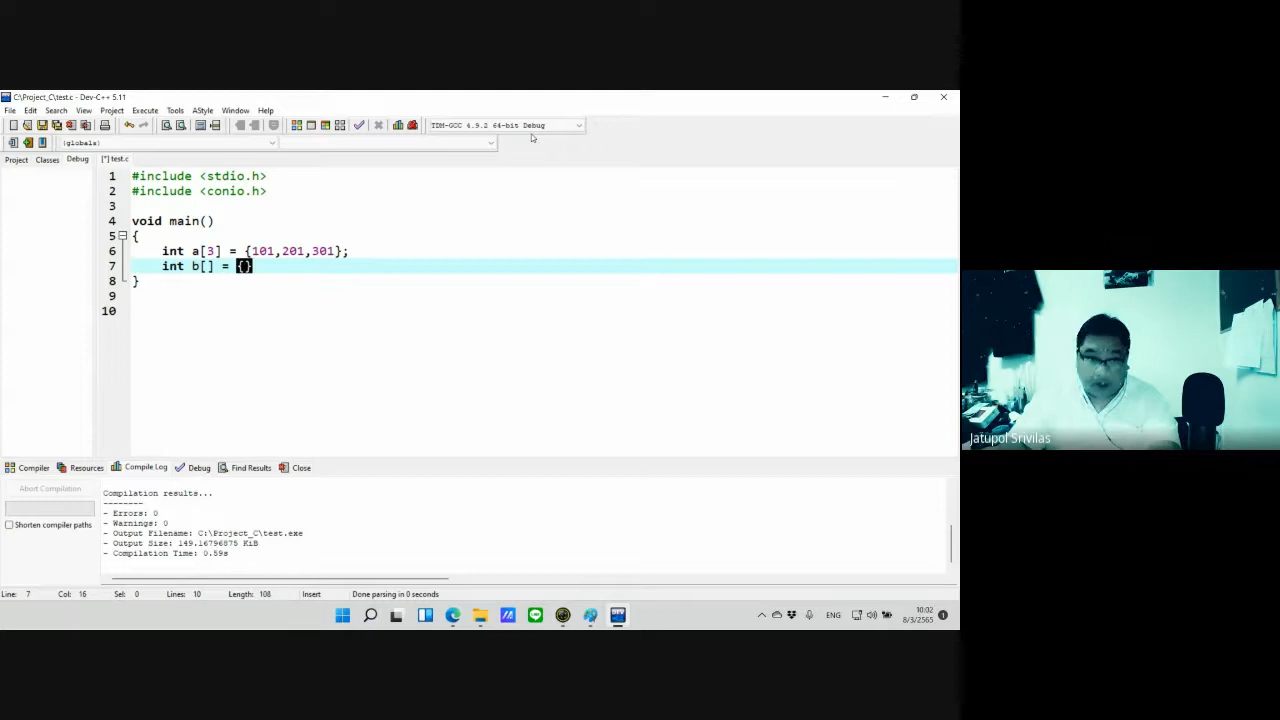 C:\Project_C\test.c - Dev-C++ 5.11
File Edit Search View Project Execute Tools AStyle Window Help
TDM-GCC 4.9.2 64-bit Debug
(globals)
Project Classes Debug [*] test.c
1 #include <stdio.h>
2 #include <conio.h>
3
4 void main()
5 {
6 int a[3] = {101,201,301};
7 int b[] = {}
8 }
9
10
Jatupol Srivilas
Compiler Resources Compile Log Debug Find Results Close
Abort Compilation
Shorten compiler paths
Compilation results...
--------
- Errors: 0
- Warnings: 0
- Output Filename: C:\Project_C\test.exe
- Output Size: 149.16796875 KiB
- Compilation Time: 0.59s
Line: 7 Col: 16 Sel: 0 Lines: 10 Length: 108 Insert Done parsing in 0 seconds
ENG 10:02
8/3/2565 1